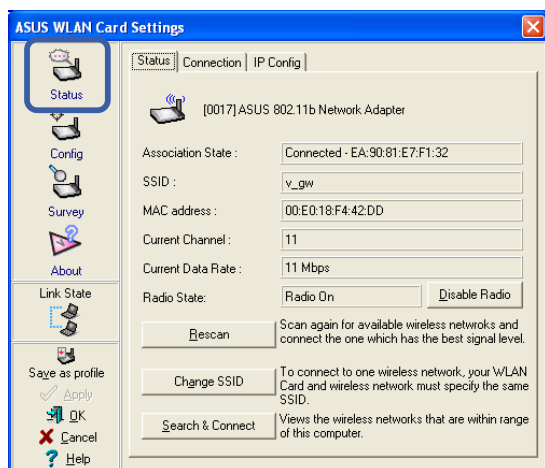 ASUS WLAN Card Settings
Status
Config
Survey
About
Link State
Save as profile
Apply
OK
Cancel
Help
Status Connection IP Config
[0017] ASUS 802.11b Network Adapter
Association State : Connected - EA:90:81:E7:F1:32
SSID : v_gw
MAC address : 00:E0:18:F4:42:DD
Current Channel : 11
Current Data Rate : 11 Mbps
Radio State: Radio On Disable Radio
Rescan
Scan again for available wireless netwroks and
connect the one which has the best signal level.
Change SSID
To connect to one wireless network, your WLAN
Card and wireless network must specify the same
SSID.
Search & Connect
Views the wireless networks that are within range
of this computer.